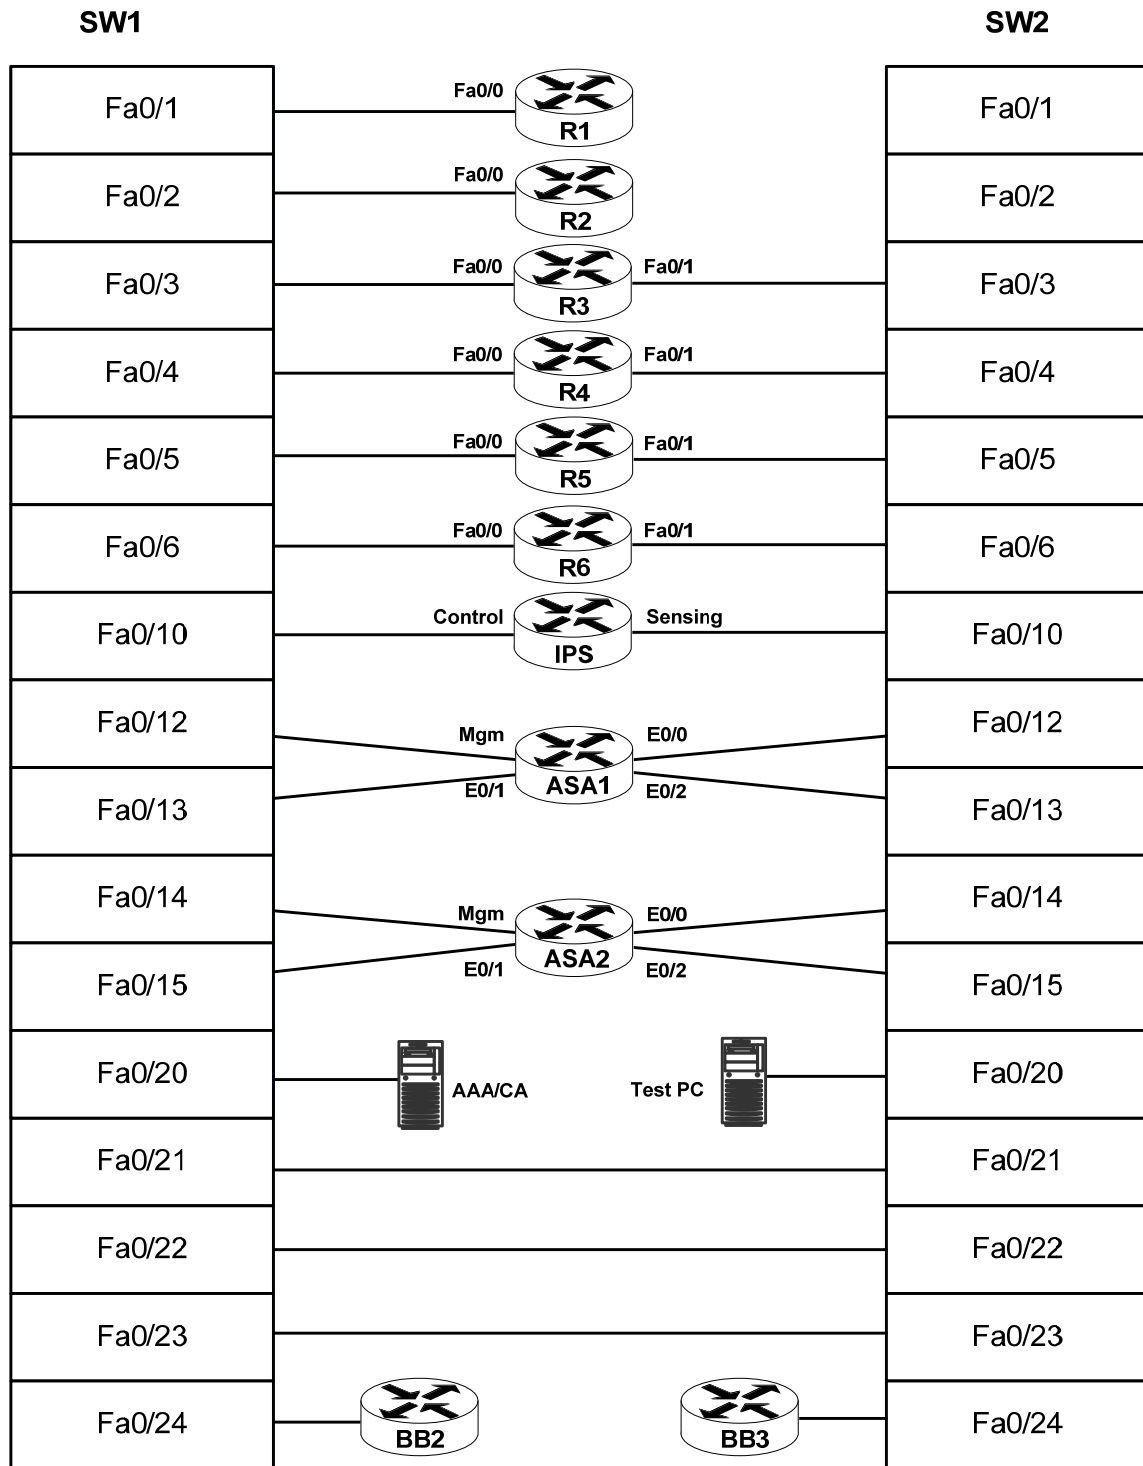 SW1 SW2
Fa0/1 Fa0/0 R1 Fa0/1
Fa0/2 Fa0/0 R2 Fa0/2
Fa0/3 Fa0/0 R3 Fa0/1 Fa0/3
Fa0/4 Fa0/0 R4 Fa0/1 Fa0/4
Fa0/5 Fa0/0 R5 Fa0/1 Fa0/5
Fa0/6 Fa0/0 R6 Fa0/1 Fa0/6
Fa0/10 Control IPS Sensing Fa0/10
Fa0/12 Mgm E0/0 Fa0/12
Fa0/13 E0/1 ASA1 E0/2 Fa0/13
Fa0/14 Mgm E0/0 Fa0/14
Fa0/15 E0/1 ASA2 E0/2 Fa0/15
Fa0/20 AAA/CA Test PC Fa0/20
Fa0/21 Fa0/21
Fa0/22 Fa0/22
Fa0/23 Fa0/23
Fa0/24 BB2 BB3 Fa0/24